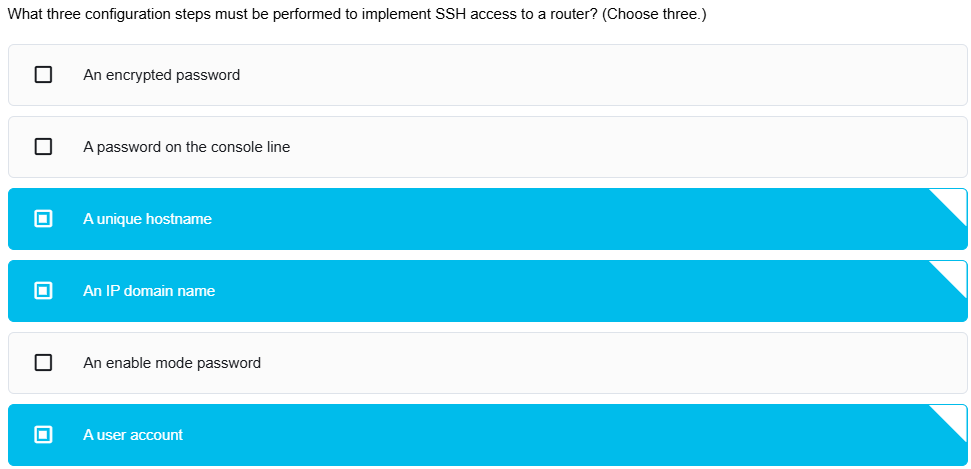 What three configuration steps must be performed to implement SSH access to a router? (Choose three.)
An encrypted password
A password on the console line
A unique hostname
An IP domain name
An enable mode password
A user account